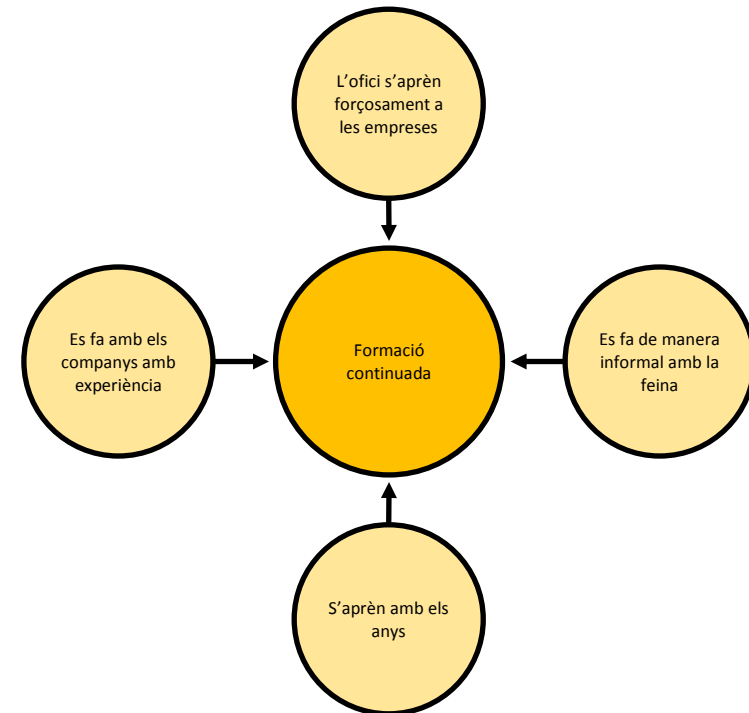 L’ofici s’aprèn
forçosament a
les empreses
Es fa amb els
companys amb
experiència
Formació
continuada
Es fa de manera
informal amb la
feina
S’aprèn amb els
anys